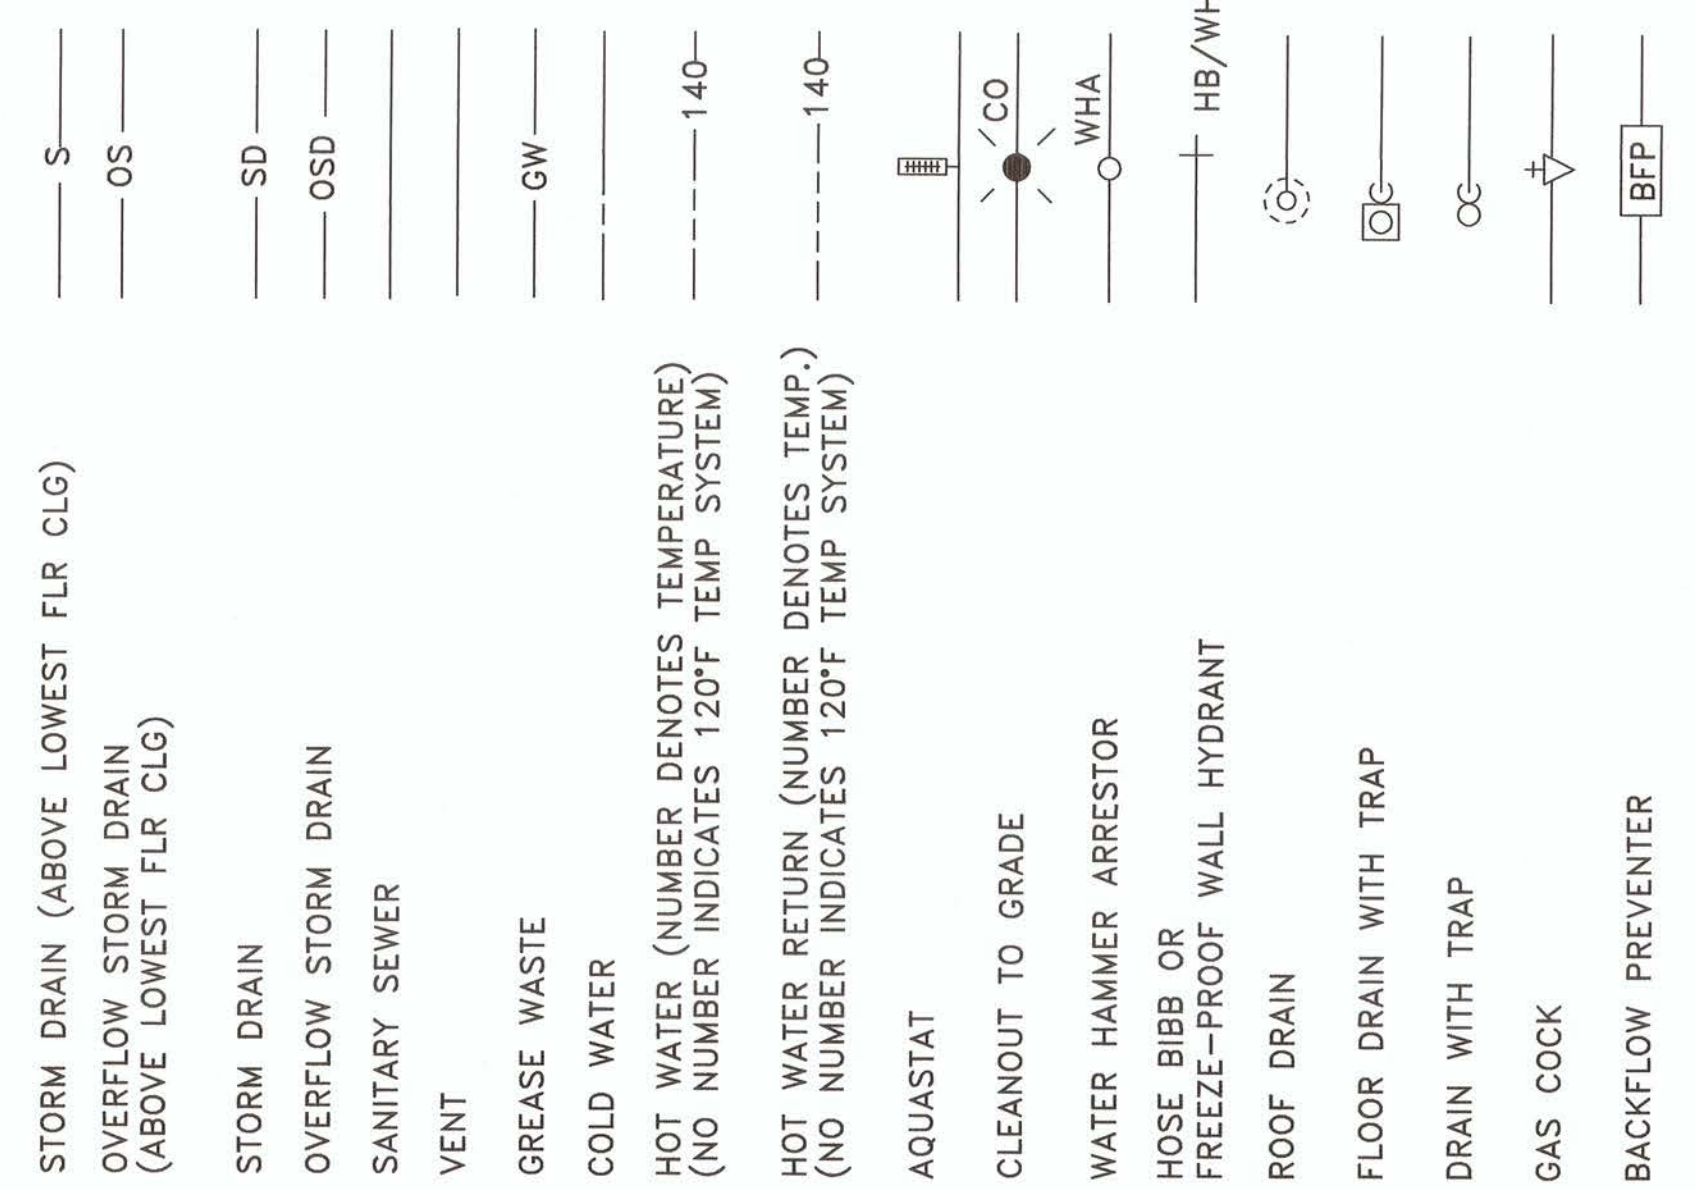 STORM DRAIN (ABOVE LOWEST FLR CLG)
S
OVERFLOW STORM DRAIN
(ABOVE LOWEST FLR CLG)
OS
STORM DRAIN
SD
OVERFLOW STORM DRAIN
OSD
SANITARY SEWER
VENT
GREASE WASTE
GW
COLD WATER
HOT WATER (NUMBER DENOTES TEMPERATURE)
(NO NUMBER INDICATES 120°F TEMP SYSTEM)
140
HOT WATER RETURN (NUMBER DENOTES TEMP.)
(NO NUMBER INDICATES 120°F TEMP SYSTEM)
140
AQUASTAT
CLEANOUT TO GRADE
CO
WATER HAMMER ARRESTOR
WHA
HOSE BIBB OR
FREEZE-PROOF WALL HYDRANT
HB/WH
ROOF DRAIN
FLOOR DRAIN WITH TRAP
DRAIN WITH TRAP
GAS COCK
BACKFLOW PREVENTER
BFP